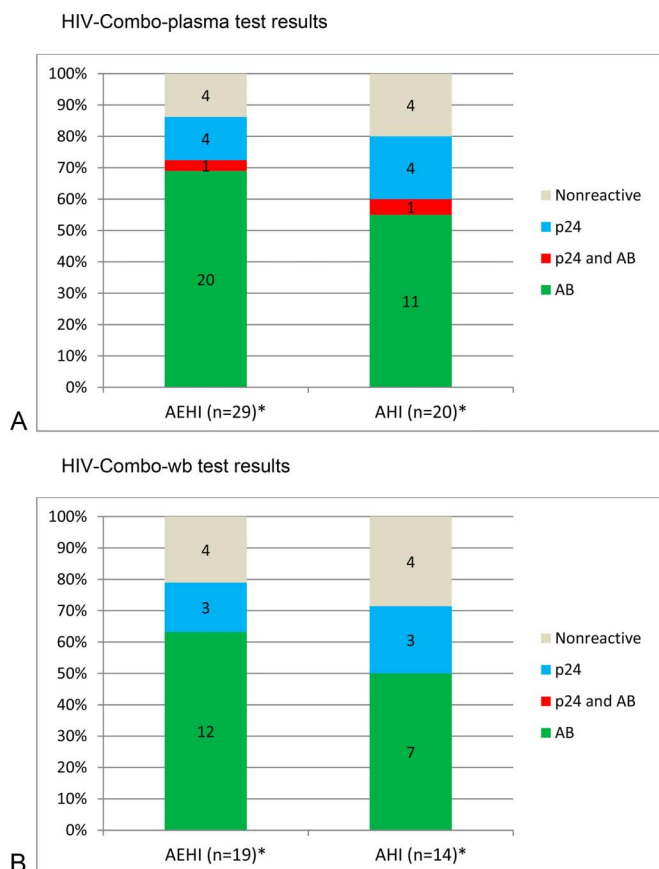 HIV-Combo-plasma test results
100%
90%
80%
70%
60%
50%
40%
30%
20%
10%
0%
4
4
1
20
4
4
1
11
Nonreactive
p24
p24 and AB
AB
AEHI (n=29)*
AHI (n=20)*
A
HIV-Combo-wb test results
100%
90%
80%
70%
60%
50%
40%
30%
20%
10%
0%
4
3
12
4
3
7
Nonreactive
p24
p24 and AB
AB
AEHI (n=19)*
AHI (n=14)*
B